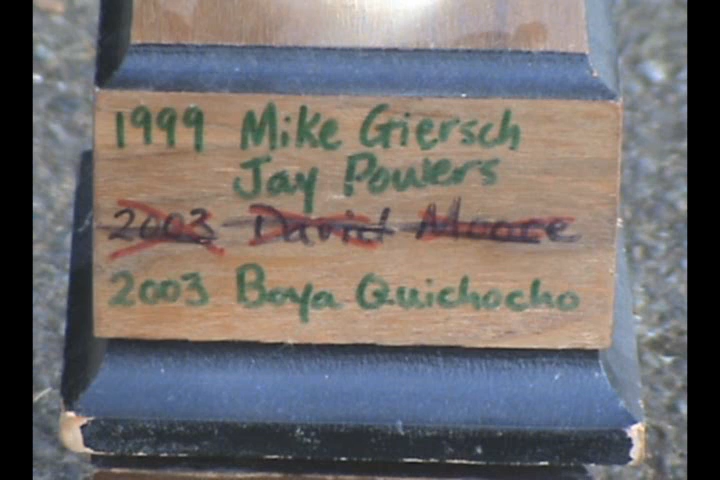 1999 Mike Giersch
Jay Powers
2003 David Moore
2003 Boya Quichocho